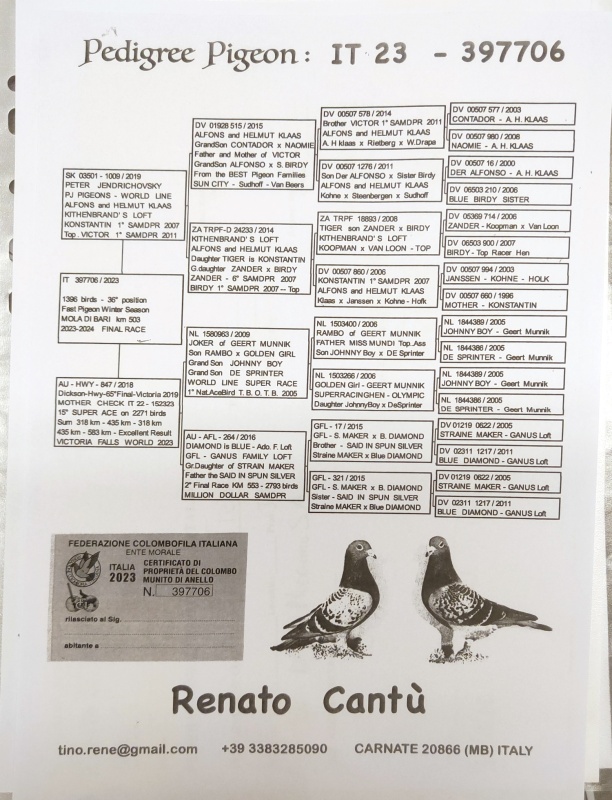 Pedigree Pigeon : IT 23 - 397706
SK 03501 - 1009 / 2019
PETER JENDRICHOVSKY
PJ PIGEONS - WORLD LINE
ALFONS and HELMUT KLAAS
KITHENBRAND'S LOFT
KONSTANTIN 1° SAMDPR 2007
Top. VICTOR 1° SAMDPR 2011
IT 397706 / 2023
1396 birds - 36° position
Fast Pigeon Winter Season
MOLA DI BARI km 503
2023-2024 FINAL RACE
AU - HWY - 847 / 2018
Dickson-Hwy-65°Final-Victoria 2019
MOTHER CHECK IT 22 - 152323
15° SUPER ACE on 2271 birds
Sum 318 km - 435 km - 318 km
435 km - 583 km - Excellent Result
VICTORIA FALLS WORLD 2023
DV 01928 515 / 2015
ALFONS and HELMUT KLAAS
GrandSon CONTADOR x NAOMIE
Father and Mother of VICTOR
GrandSon ALFONSO x S. BIRDY
From the BEST Pigeon Families
SUN CITY - Sudhoff - Van Beers
ZA TRPF-D 24233 / 2014
KITHENBRAND'S LOFT
ALFONS and HELMUT KLAAS
Daughter TIGER is KONSTANTIN
G.daughter ZANDER x BIRDY
ZANDER - 6° SAMDPR 2007
BIRDY 1° SAMDPR 2007 -- Top
NL 1580963 / 2009
JOKER of GEERT MUNNIK
Son RAMBO x GOLDEN GIRL
Grand Son JOHNNY BOY
Grand Son DE SPRINTER
WORLD LINE SUPER RACE
1° Nat.AceBird T. B. O. T. B. 2005
AU - AFL - 264 / 2016
DIAMOND is BLUE - Ado. F. Loft
GFL - GANUS FAMILY LOFT
Gr.Daughter of STRAIN MAKER
Father the SAID IN SPUN SILVER
2° Final Race KM 553 - 2793 birds
MILLION DOLLAR SAMDPR
DV 00507 578 / 2014
Brother VICTOR 1° SAMDPR 2011
ALFONS and HELMUT KLAAS
A. H klaas x Rietberg x W.Drapa
DV 00507 1276 / 2011
Son Der ALFONSO x Sister Birdy
ALFONS and HELMUT KLAAS
Kohne x Steenbergen x Sudhoff
ZA TRPF 18893 / 2008
TIGER son ZANDER x BIRDY
KITHENBRAND'S LOFT
KOOPMAN x VAN LOON - TOP
DV 00507 860 / 2006
KONSTANTIN 1° SAMDPR 2007
ALFONS and HELMUT KLAAS
Klaas x Janssen x Kohne - Hofk
NL 1503400 / 2006
RAMBO of GEERT MUNNIK
FATHER MISS MUNDI Top..Ass
Son JOHNNY Boy x DE Sprinter
NL 1503266 / 2006
GOLDEN GIRL - GEERT MUNNIK
SUPERRACINGHEN - OLYMPIC
Daughter JohnnyBoy x DeSprinter
GFL - 17 / 2015
GFL - S. MAKER x B. DIAMOND
Brother - SAID IN SPUN SILVER
Straine MAKER x Blue DIAMOND
GFL - 321 / 2015
GFL - S. MAKER x B. DIAMOND
Sister - SAID IN SPUN SILVER
Straine MAKER x Blue DIAMOND
DV 00507 577 / 2003
CONTADOR - A. H. KLAAS
DV 00507 980 / 2008
NAOMIE - A. H. KLAAS
DV 00507 16 / 2000
DER ALFONSO - A. H. KLAAS
DV 06503 210 / 2006
BLUE BIRDY SISTER
DV 05369 714 / 2006
ZANDER - Koopman x Van Loon
DV 06503 900 / 2007
BIRDY - Top Racer Hen
DV 00507 994 / 2003
JANSSEN - KOHNE - HOLK
DV 00507 660 / 1996
MOTHER - KONSTANTIN
NL 1844389 / 2005
JOHNNY BOY - Geert Munnik
NL 1844386 / 2005
DE SPRINTER - Geert Munnik
NL 1844389 / 2005
JOHNNY BOY - Geert Munnik
NL 1844386 / 2005
DE SPRINTER - Geert Munnik
DV 01219 0622 / 2005
STRAINE MAKER - GANUS Loft
DV 02311 1217 / 2011
BLUE DIAMOND - GANUS Loft
DV 01219 0622 / 2005
STRAINE MAKER - GANUS Loft
DV 02311 1217 / 2011
BLUE DIAMOND - GANUS Loft
FEDERAZIONE COLOMBOFILA ITALIANA
ENTE MORALE
ITALIA
2023
CERTIFICATO DI
PROPRIETÀ DEL COLOMBO
MUNITO DI ANELLO
N. 397706
rilasciato al Sig.
abitante a
Renato Cantù
tino.rene@gmail.com +39 3383285090 CARNATE 20866 (MB) ITALY